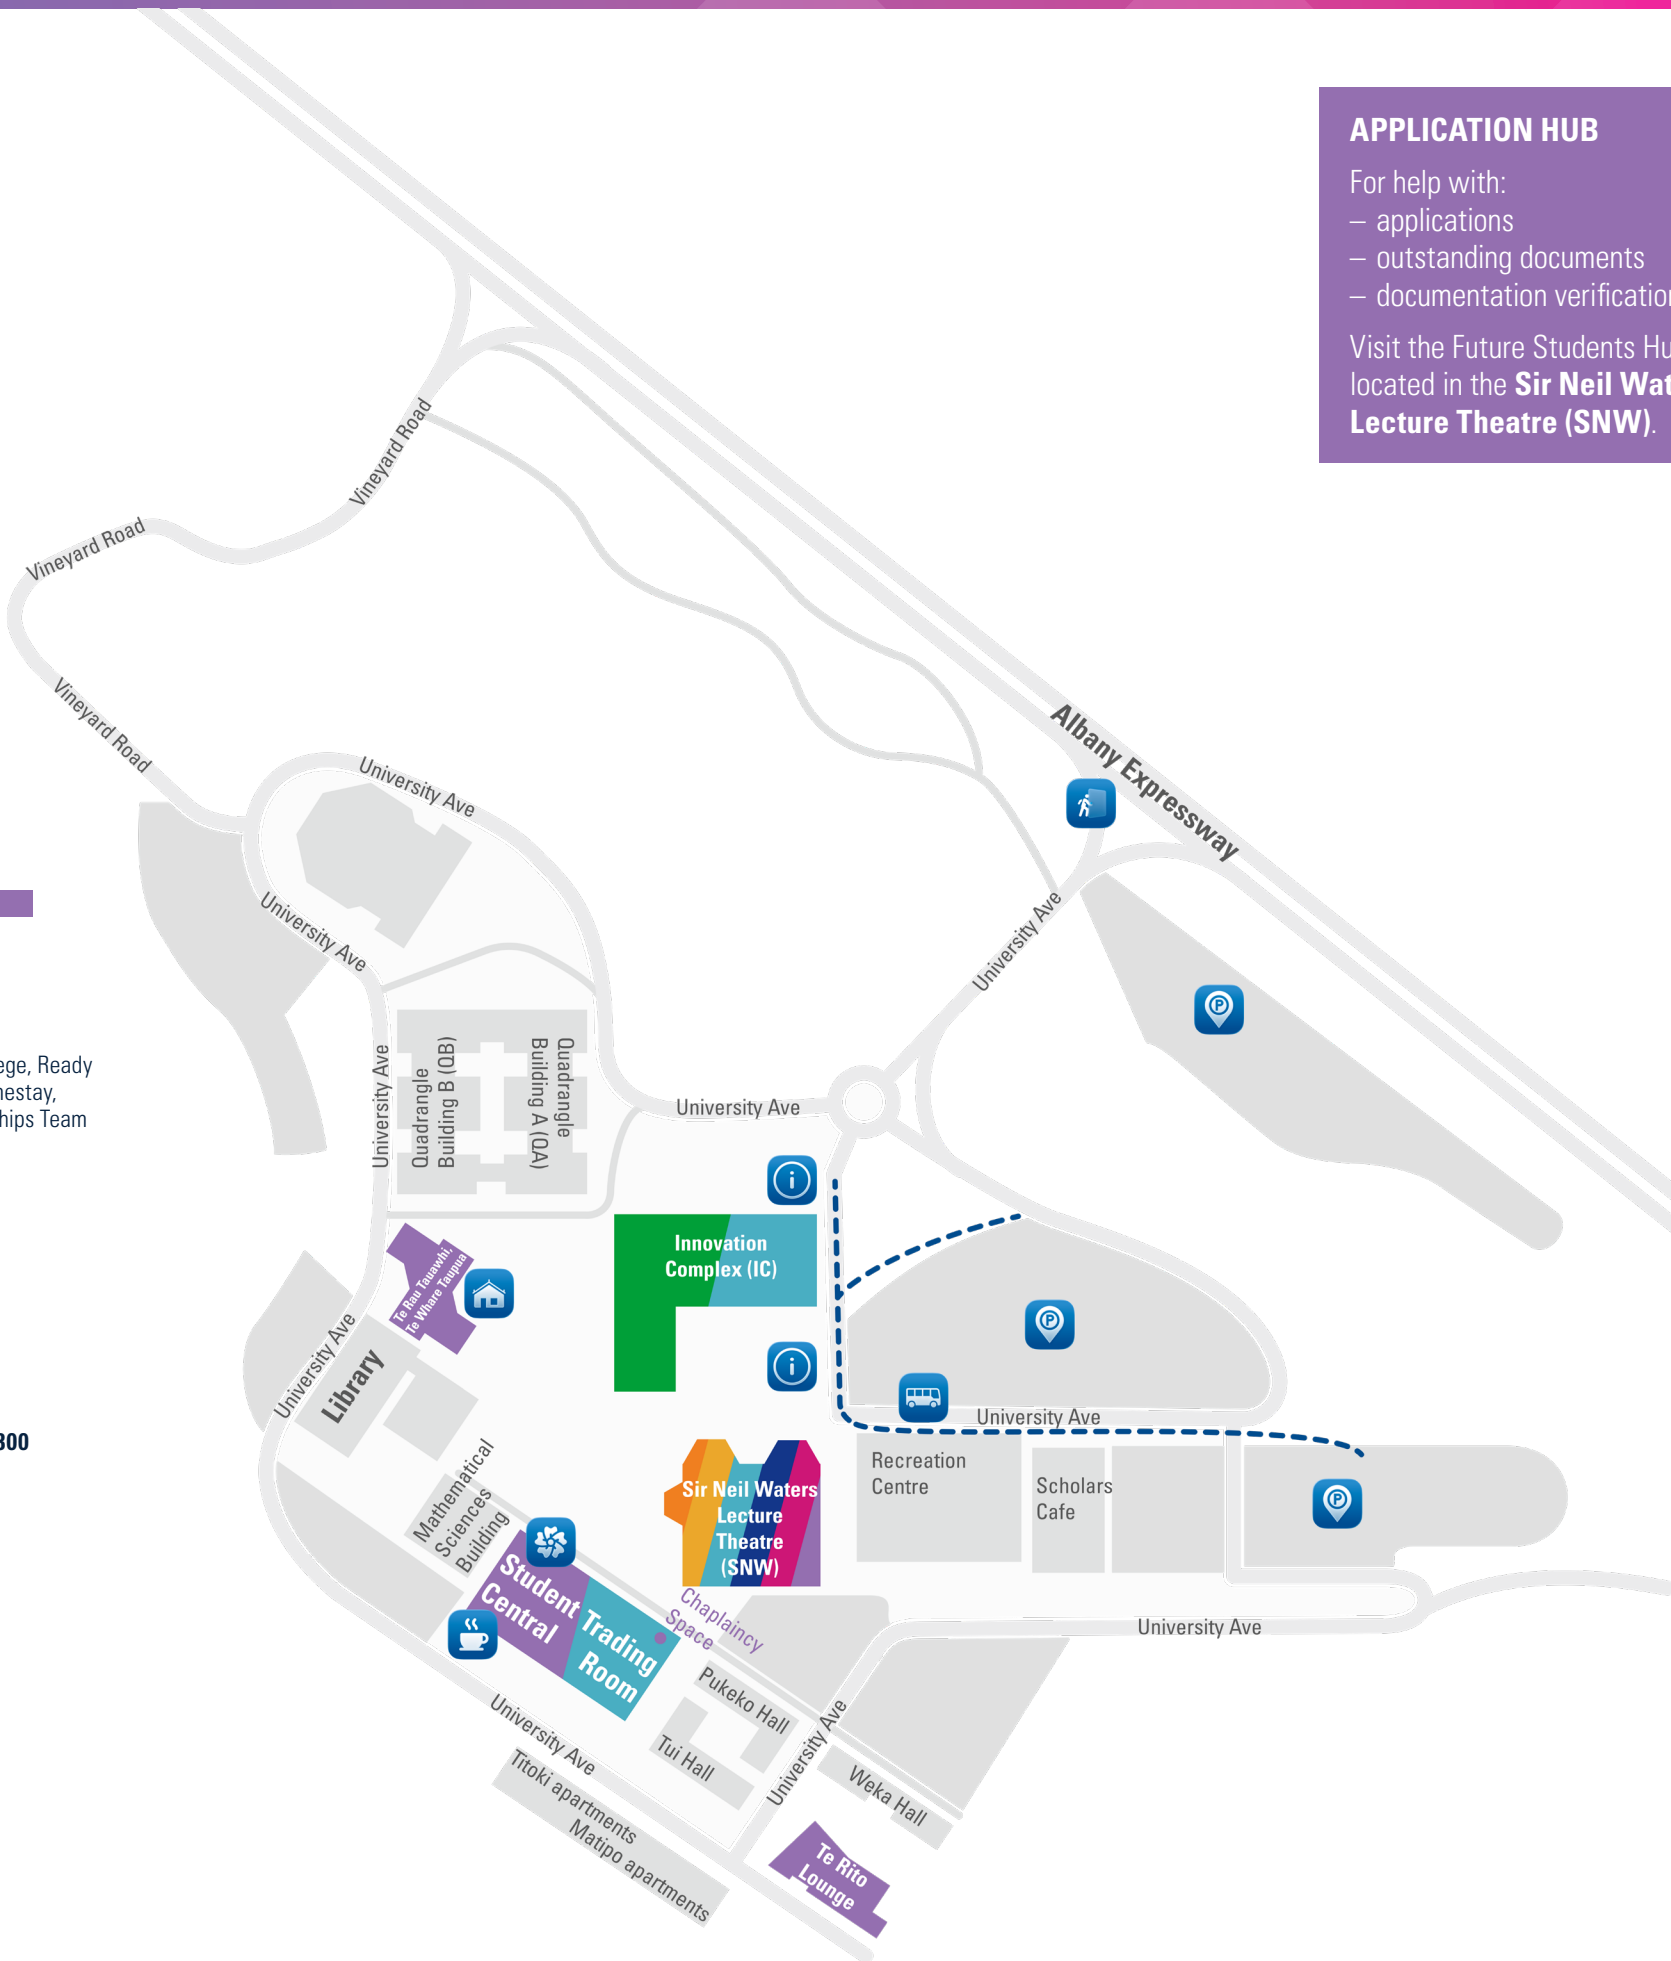 APPLICATION HUB
For help with:
– applications
– outstanding documents
– documentation verification
Visit the Future Students Hu
located in the Sir Neil Wat
Lecture Theatre (SNW).
Vineyard Road
Vineyard Road
Vineyard Road
Albany Expressway
University Ave
University Ave
University Ave
University Ave
Quadrangle
Building B (QB)
Quadrangle
Building A (QA)
University Ave
ege, Ready
nestay,
hips Team
Te Rau Tauawhi,
Te Whare Taupua
Innovation
Complex (IC)
University Ave
Library
300
University Ave
Recreation
Centre
Scholars
Cafe
Mathematical
Sciences
Building
Sir Neil Waters
Lecture
Theatre
(SNW)
Student
Central
Trading
Room
Chaplaincy
Space
University Ave
Pukeko Hall
Tui Hall
University Ave
University Ave
Weka Hall
Titoki apartments
Matipo apartments
Te Rito
Lounge
P
P
P
i
i